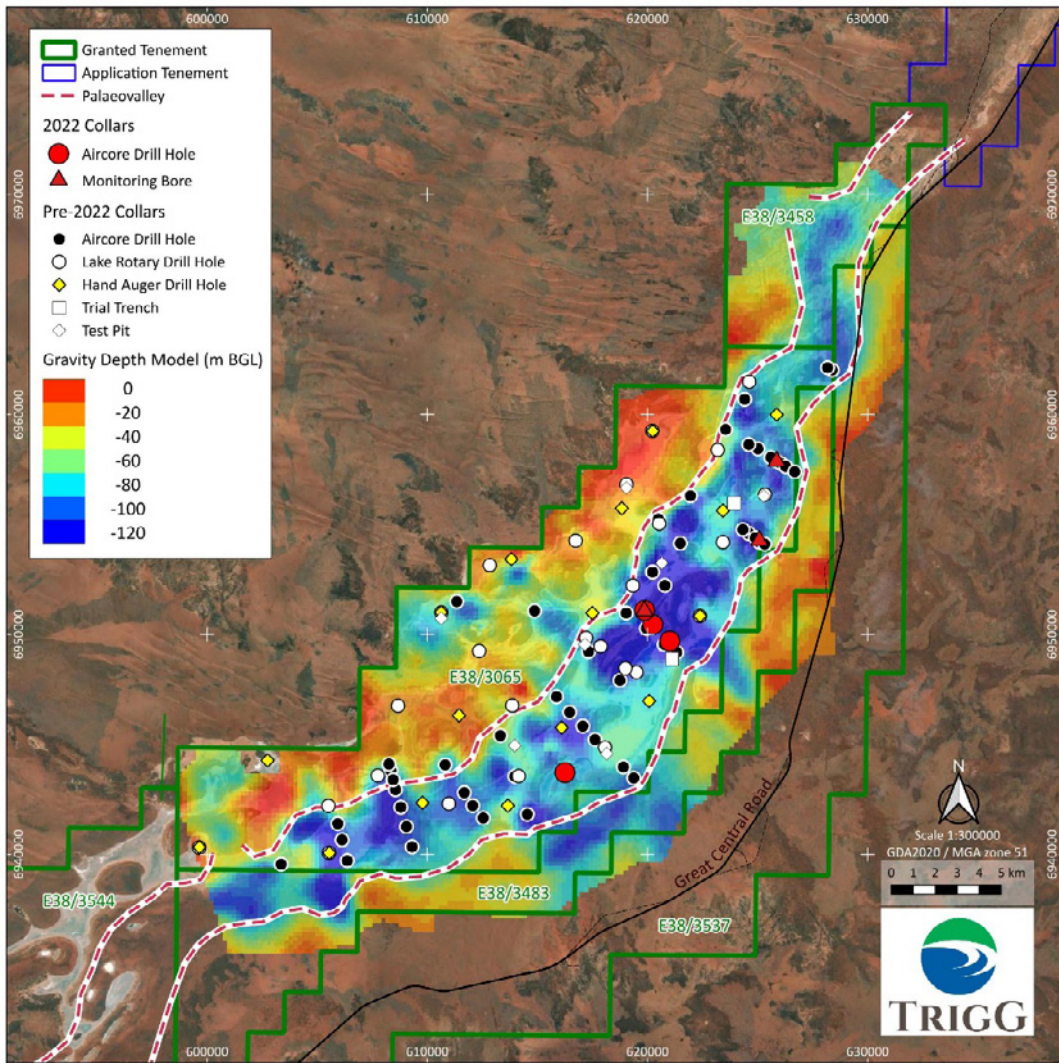 600000 610000 620000 630000
Granted Tenement
Application Tenement
Palaeovalley
2022 Collars
Aircore Drill Hole
Monitoring Bore
Pre-2022 Collars
Aircore Drill Hole
Lake Rotary Drill Hole
Hand Auger Drill Hole
Trial Trench
Test Pit
Gravity Depth Model (m BGL)
0
-20
-40
-60
-80
-100
-120
6970000
6970000
E38/3458
6960000
6960000
6950000
6950000
E38/3065
Great Central Road
N
Scale 1:300000
GDA2020 / MGA zone 51
0 1 2 3 4 5 km
6940000
6940000
E38/3544
E38/3483
E38/3537
TRIGG
600000 610000 620000 630000